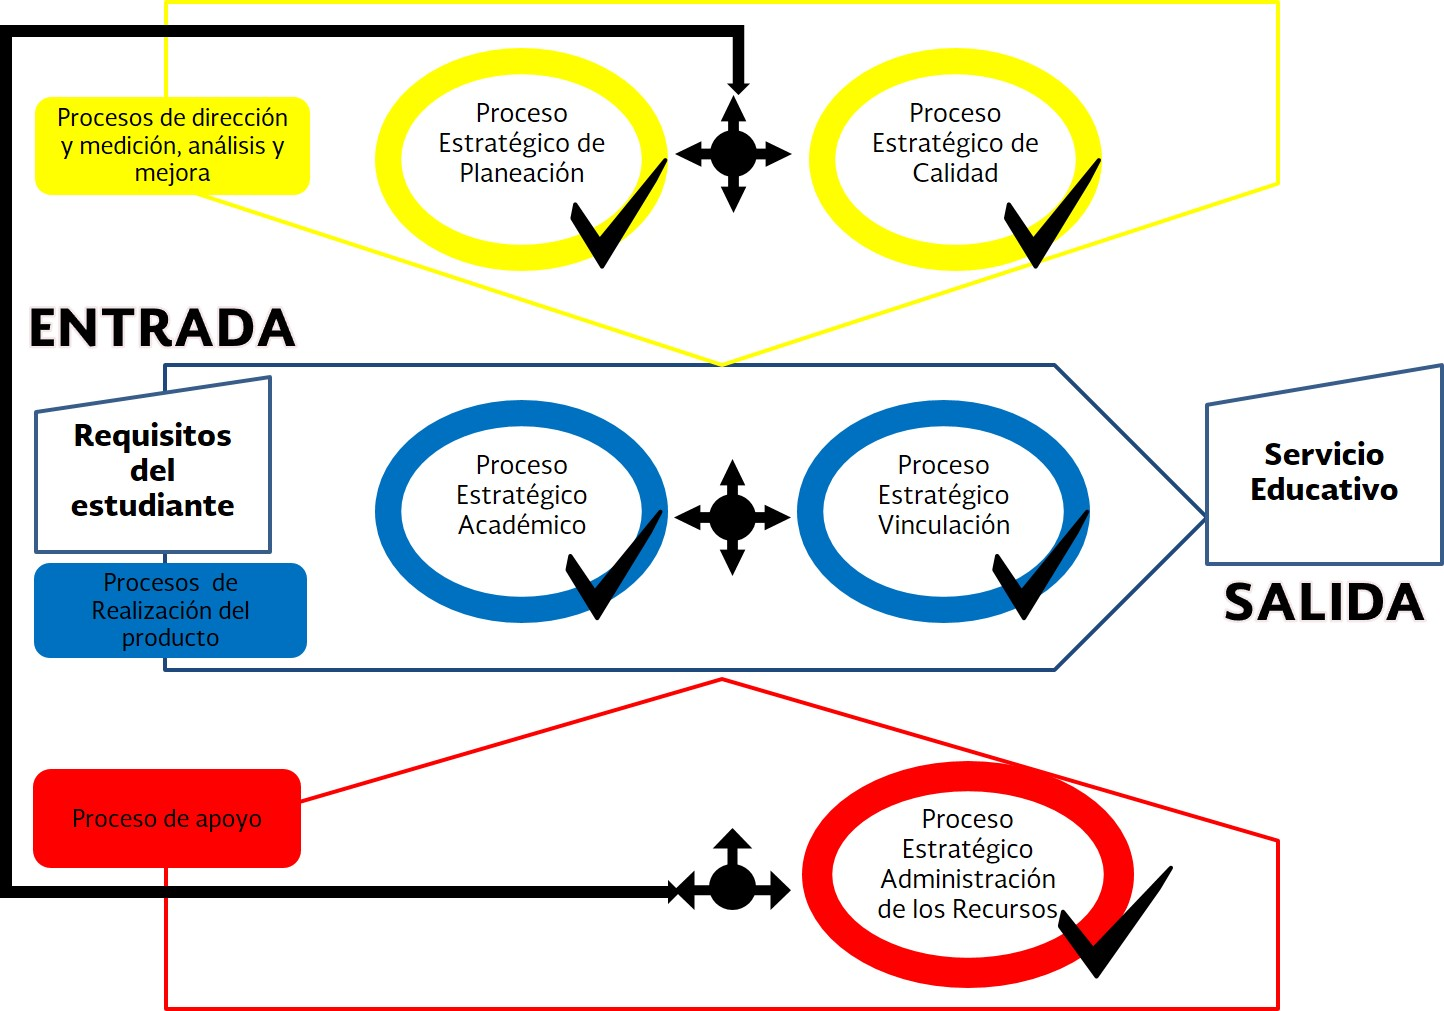 Procesos de dirección
y medición, análisis y
mejora
Proceso
Estratégico de
Planeación
Proceso
Estratégico de
Calidad
ENTRADA
Requisitos
del
estudiante
Proceso
Estratégico
Académico
Proceso
Estratégico
Vinculación
Servicio
Educativo
SALIDA
Procesos de
Realización del
producto
Proceso de apoyo
Proceso
Estratégico
Administración
de los Recursos